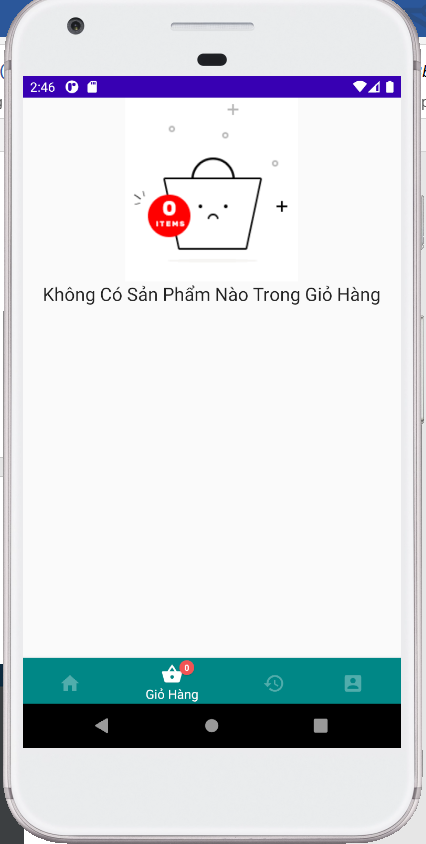 2:46
0
ITEMS
Không Có Sản Phẩm Nào Trong Giỏ Hàng
0
Giỏ Hàng